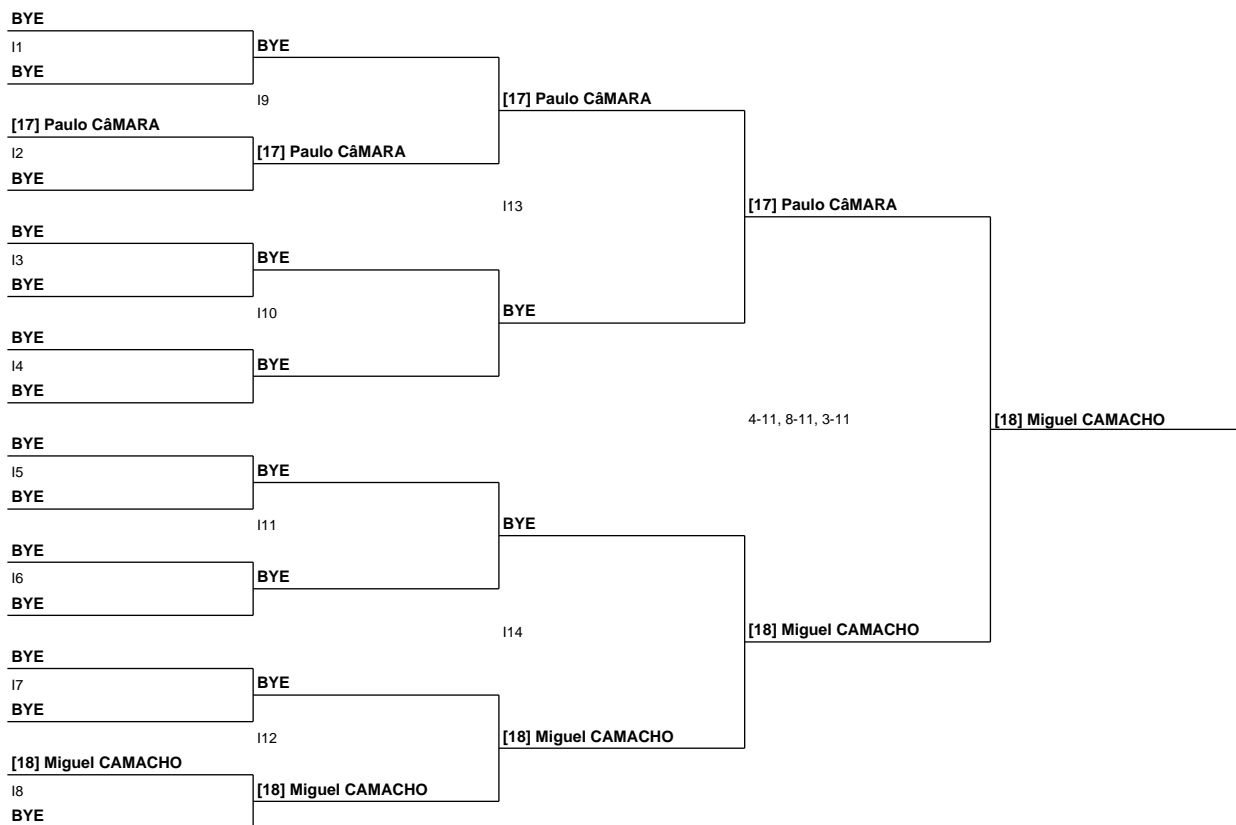 BYE
I1
BYE
BYE
I9
[17] Paulo CâMARA
[17] Paulo CâMARA
I2
[17] Paulo CâMARA
BYE
I13
[17] Paulo CâMARA
BYE
I3
BYE
BYE
I10
BYE
BYE
I4
BYE
BYE
4-11, 8-11, 3-11
[18] Miguel CAMACHO
BYE
I5
BYE
BYE
I11
BYE
BYE
I6
BYE
BYE
I14
[18] Miguel CAMACHO
BYE
I7
BYE
BYE
I12
[18] Miguel CAMACHO
[18] Miguel CAMACHO
I8
[18] Miguel CAMACHO
BYE